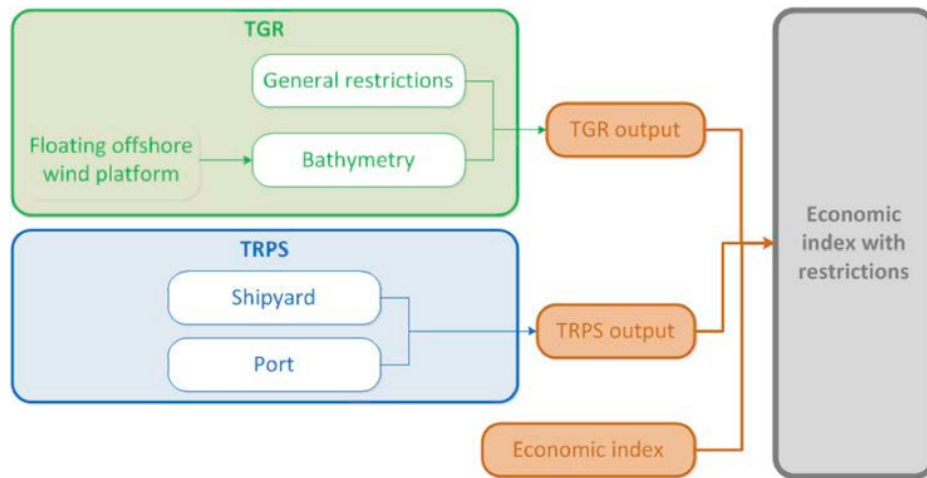 TGR
General restrictions
Floating offshore
wind platform
Bathymetry
TGR output
TRPS
Shipyard
Port
TRPS output
Economic index
Economic
index with
restrictions